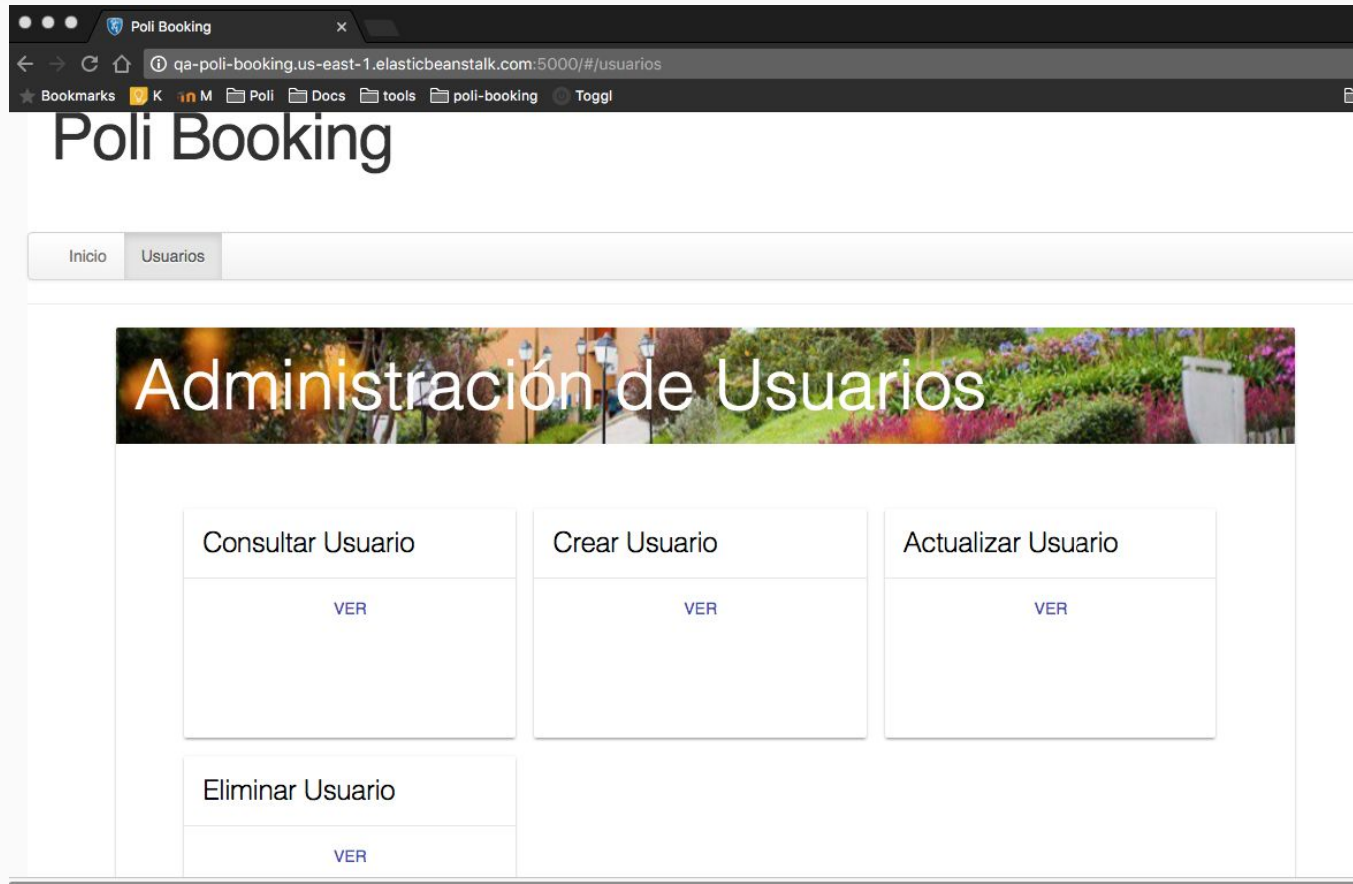 Poli Booking
qa-poli-booking.us-east-1.elasticbeanstalk.com:5000/#/usuarios
Bookmarks K M Poli Docs tools poli-booking Toggl
Poli Booking
Inicio Usuarios
Administración de Usuarios
Consultar Usuario Crear Usuario Actualizar Usuario
VER VER VER
Eliminar Usuario
VER